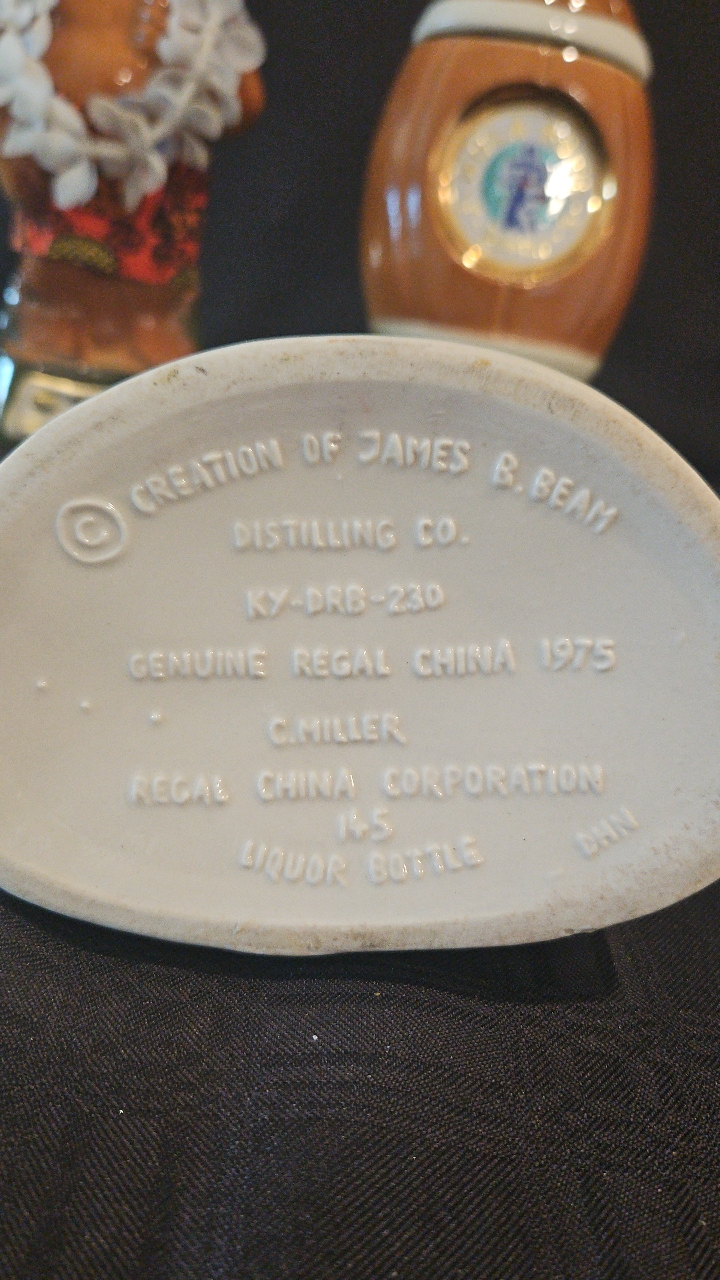 © CREATION OF JAMES B. BEAM
DISTILLING CO.
KY-DRB-230
GENUINE REGAL CHINA 1975
C. MILLER
REGAL CHINA CORPORATION
145
LIQUOR BOTTLE DHN